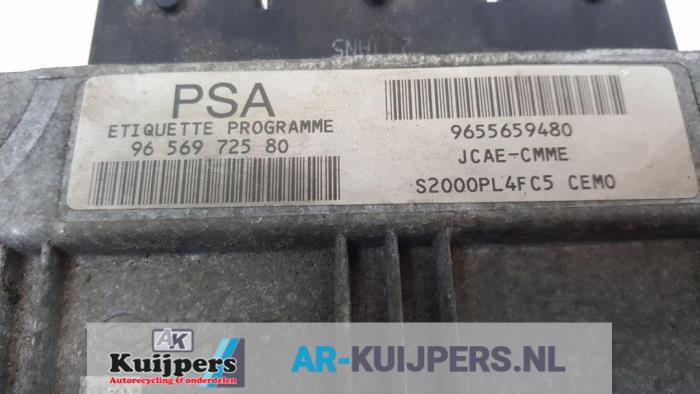 PSA
ETIQUETTE PROGRAMME
96 569 725 80
9655659480
JCAE-CMME
S2000PL4FC5 CEMO
AK
Kuijpers
Autorecycling & onderdelen
AR-KUIJPERS.NL